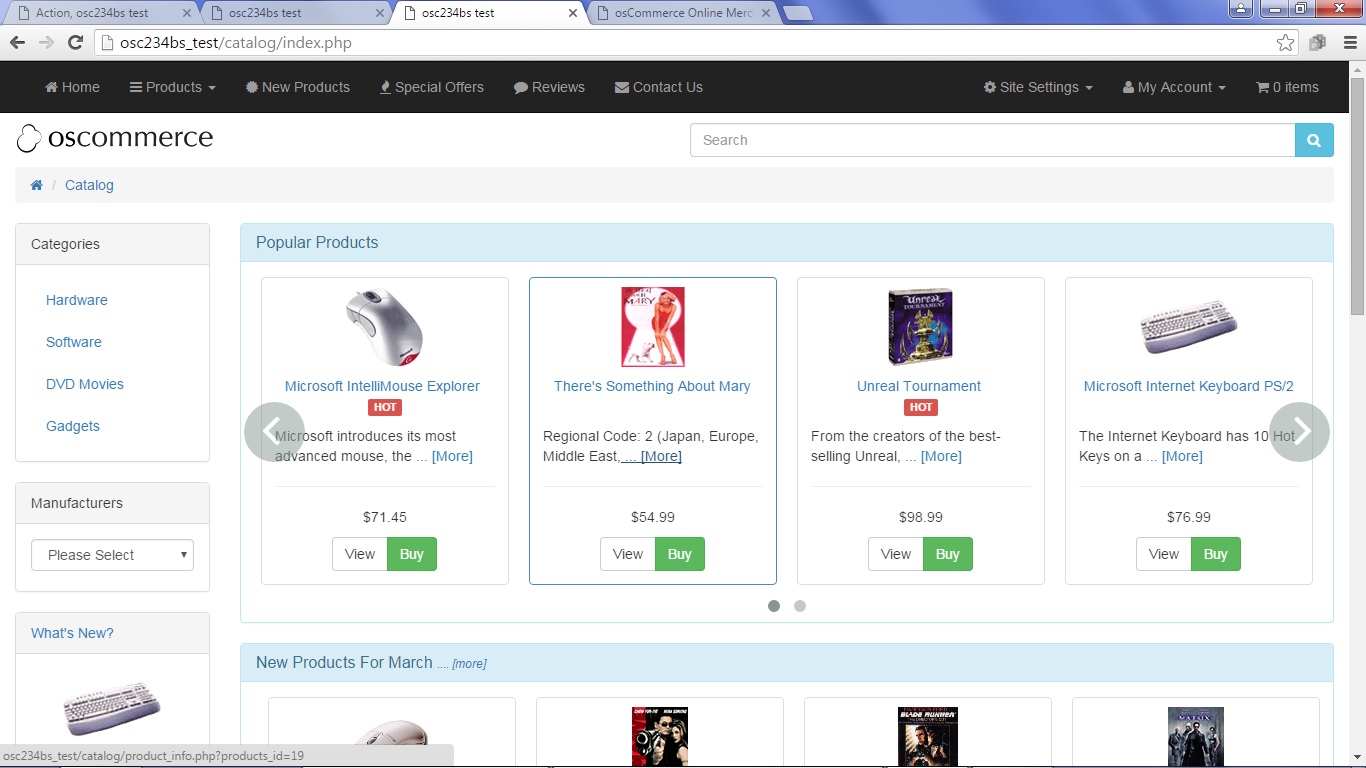 Action, osc234bs test
osc234bs test
osc234bs test
osCommerce Online Merc
osc234bs_test/catalog/index.php
Home Products New Products Special Offers Reviews Contact Us Site Settings My Account 0 items
oscommerce
Search
/ Catalog
Categories
Hardware
Software
DVD Movies
Gadgets
Manufacturers
Please Select
What's New?
Popular Products
Microsoft IntelliMouse Explorer
HOT
Microsoft introduces its most
advanced mouse, the ... [More]
$71.45
View Buy
MARY
There's Something About Mary
Regional Code: 2 (Japan, Europe,
Middle East, ... [More]
$54.99
View Buy
Unreal
TOURNAMENT
Unreal Tournament
HOT
From the creators of the best-
selling Unreal, ... [More]
$98.99
View Buy
Microsoft Internet Keyboard PS/2
The Internet Keyboard has 10 Hot
Keys on a ... [More]
$76.99
View Buy
New Products For March .... [more]
BLADE RUNNER
MATRIX
osc234bs_test/catalog/product_info.php?products_id=19